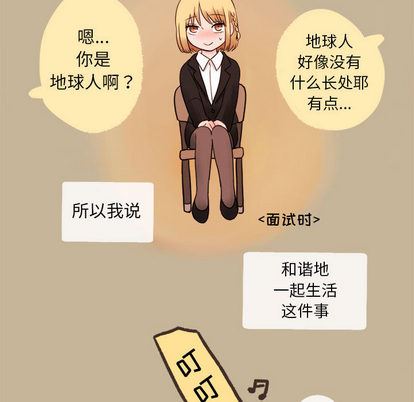 嗯...
你是
地球人啊？
地球人
好像没有
什么长处耶
有点...
<面试时>
所以我说
和谐地
一起生活
这件事
叮
叮